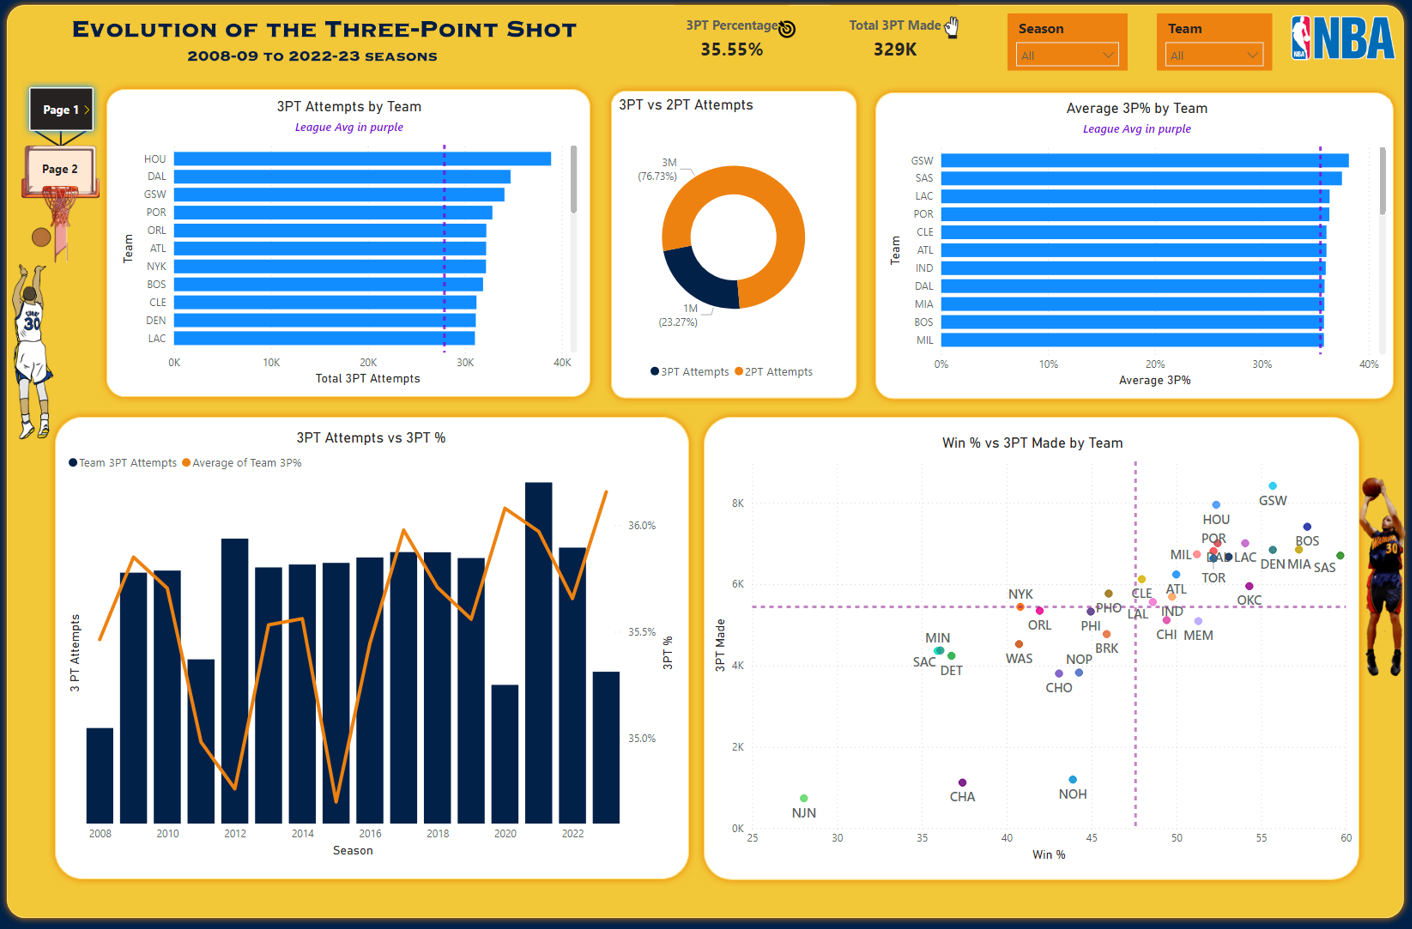 Evolution of the Three-Point Shot
2008-09 to 2022-23 seasons
3PT Percentage
35.55%
Total 3PT Made
329K
Season
All
Team
All
NBA
NBA
Page 1
Page 2
30
3PT Attempts by Team
League Avg in purple
Team
HOU
DAL
GSW
POR
ORL
ATL
NYK
BOS
CLE
DEN
LAC
0K 10K 20K 30K 40K
Total 3PT Attempts
3PT vs 2PT Attempts
3M
(76.73%)
1M
(23.27%)
3PT Attempts 2PT Attempts
Average 3P% by Team
League Avg in purple
Team
GSW
SAS
LAC
POR
CLE
ATL
IND
DAL
MIA
BOS
MIL
0% 10% 20% 30% 40%
Average 3P%
3PT Attempts vs 3PT %
Team 3PT Attempts Average of Team 3P%
3 PT Attempts
36.0%
35.5%
35.0%
3PT %
2008 2010 2012 2014 2016 2018 2020 2022
Season
Win % vs 3PT Made by Team
3PT Made
8K
6K
4K
2K
0K
GSW
HOU
POR
BOS
MIL
LAC
DEN
MIA
SAS
TOR
CLE
ATL
OKC
NYK
PHO
LAL
IND
ORL
PHI
CHI
MEM
MIN
BRK
SAC
DET
WAS
NOP
CHO
CHA
NOH
NJN
25 30 35 40 45 50 55 60
Win %
30